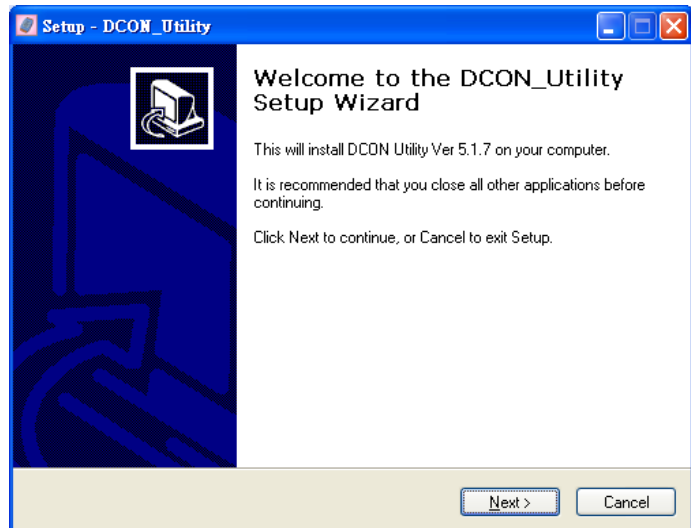 Setup - DCON_Utility
Welcome to the DCON_Utility
Setup Wizard
This will install DCON Utility Ver 5.1.7 on your computer.
It is recommended that you close all other applications before
continuing.
Click Next to continue, or Cancel to exit Setup.
Next >
Cancel